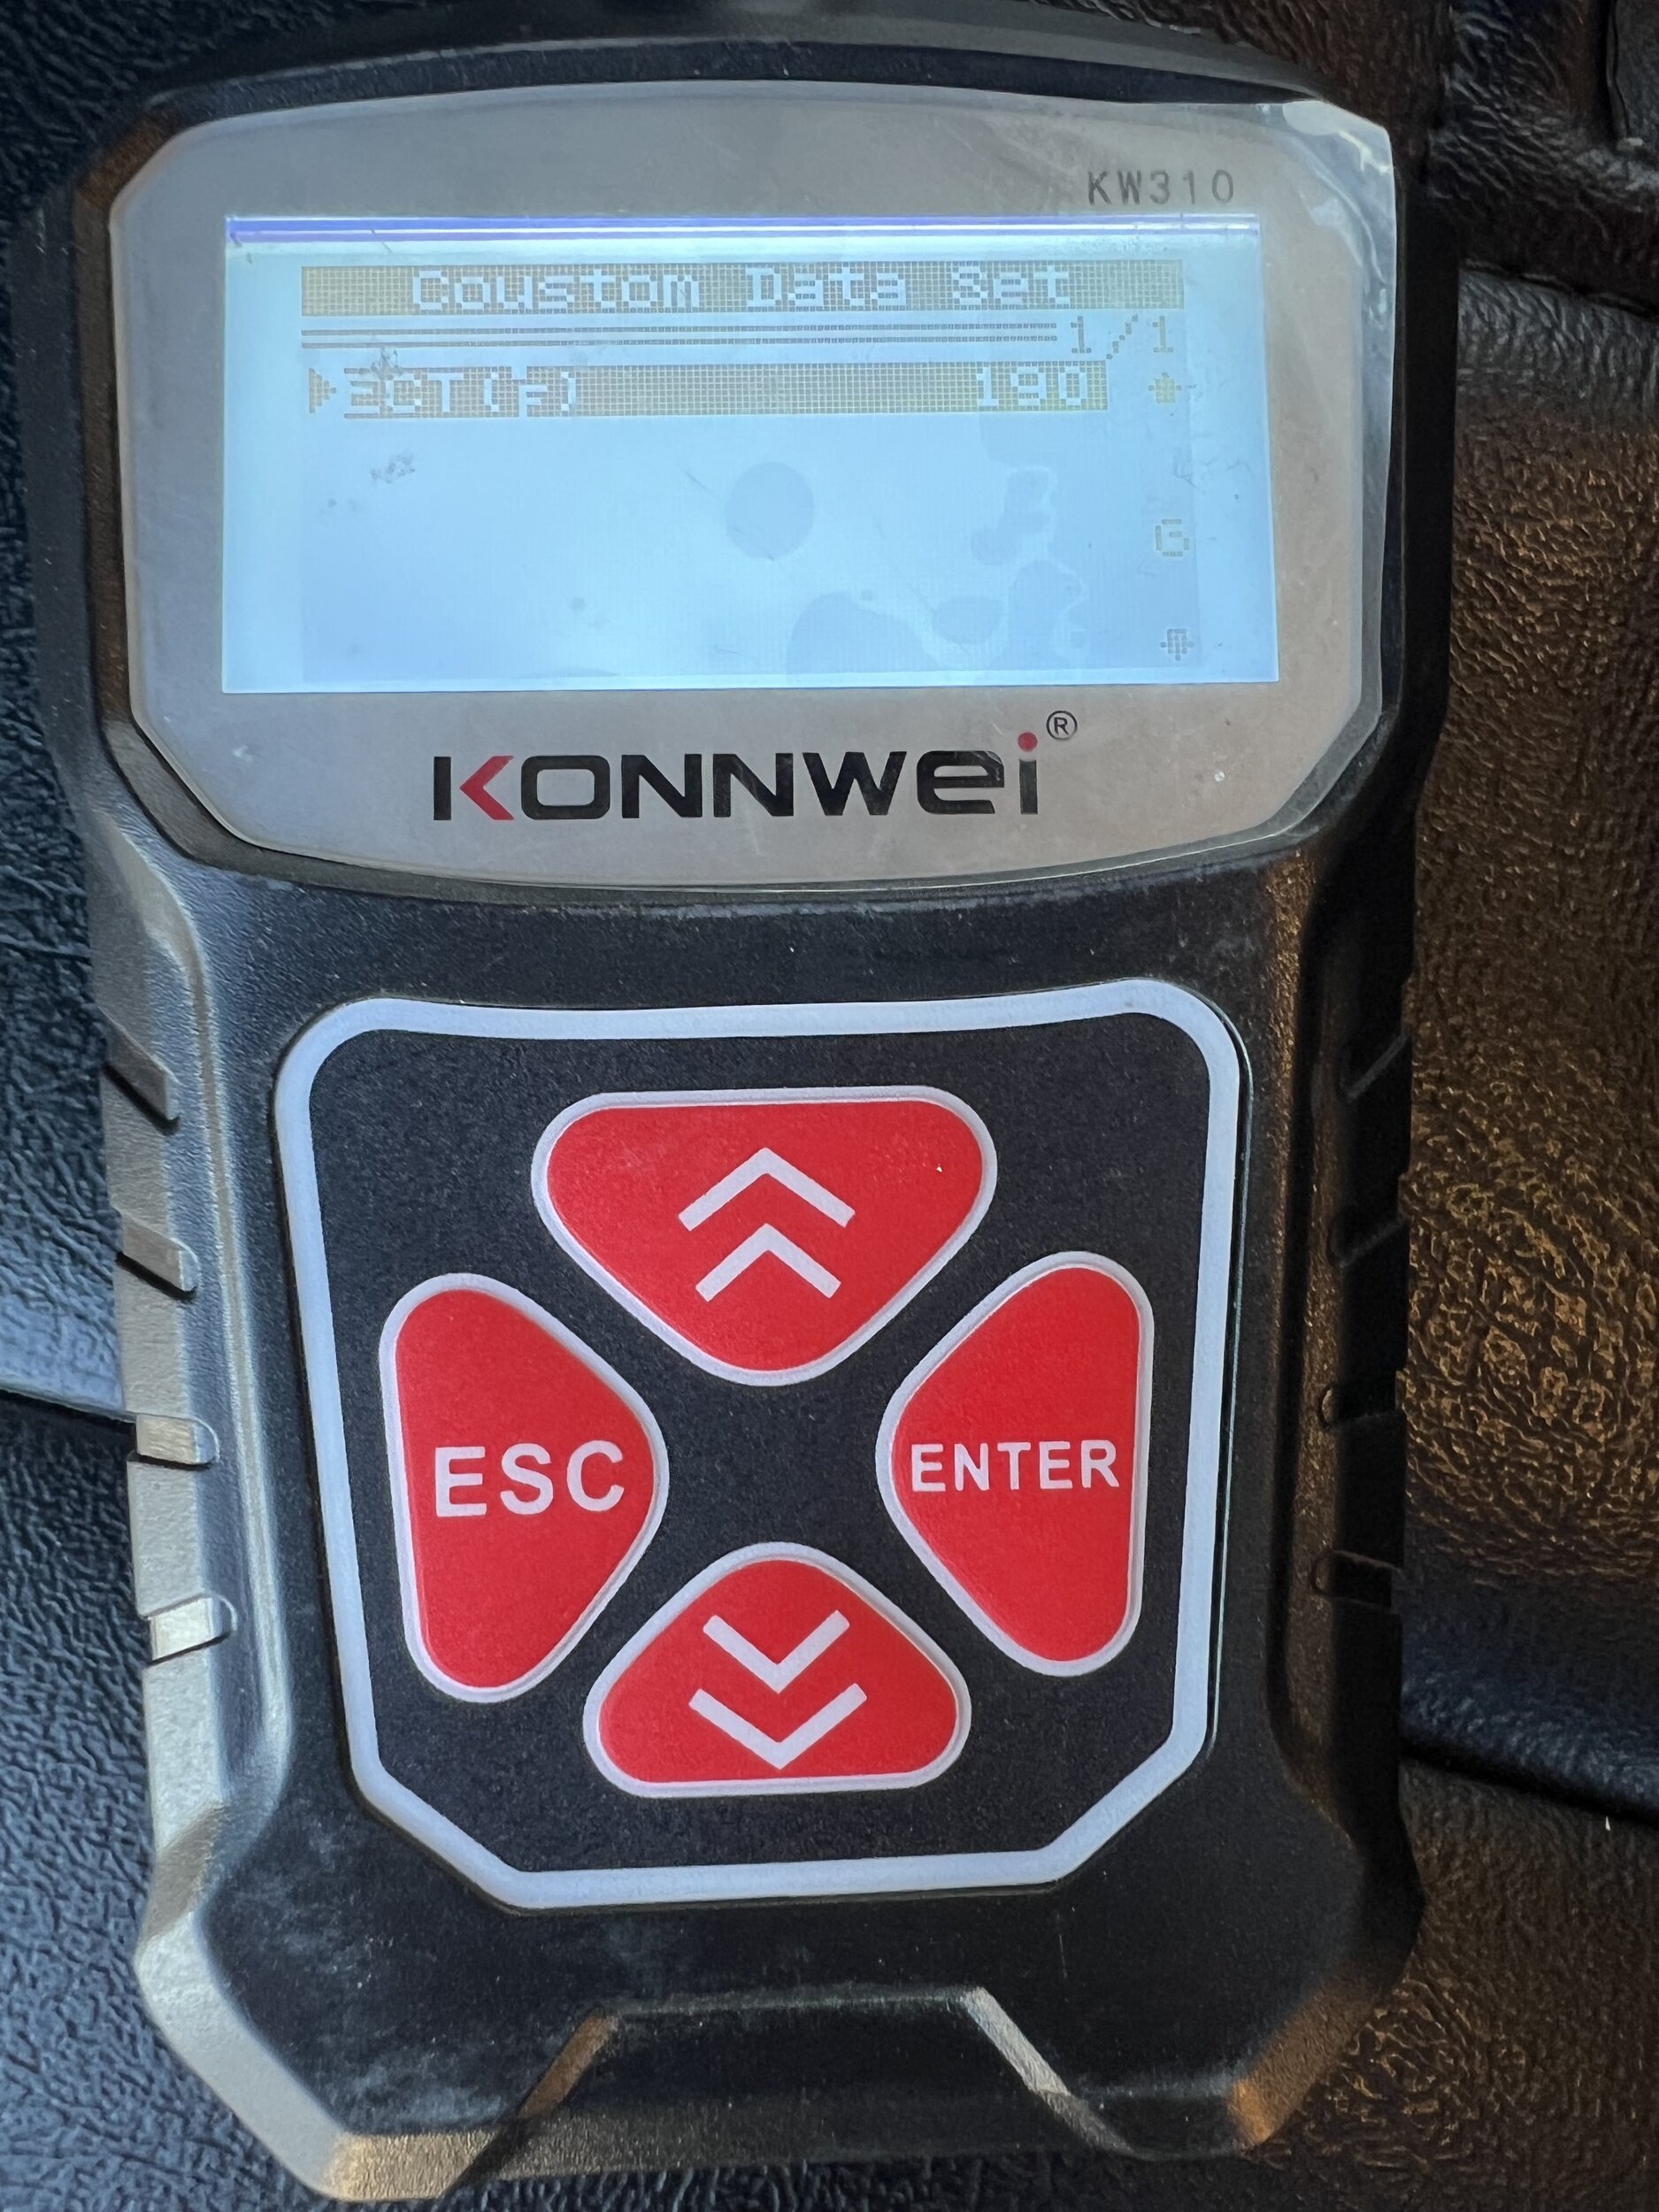 KW310
Coustom Data Set
1/1
ECT(F) 190
G
KONNWei®
ESC
ENTER